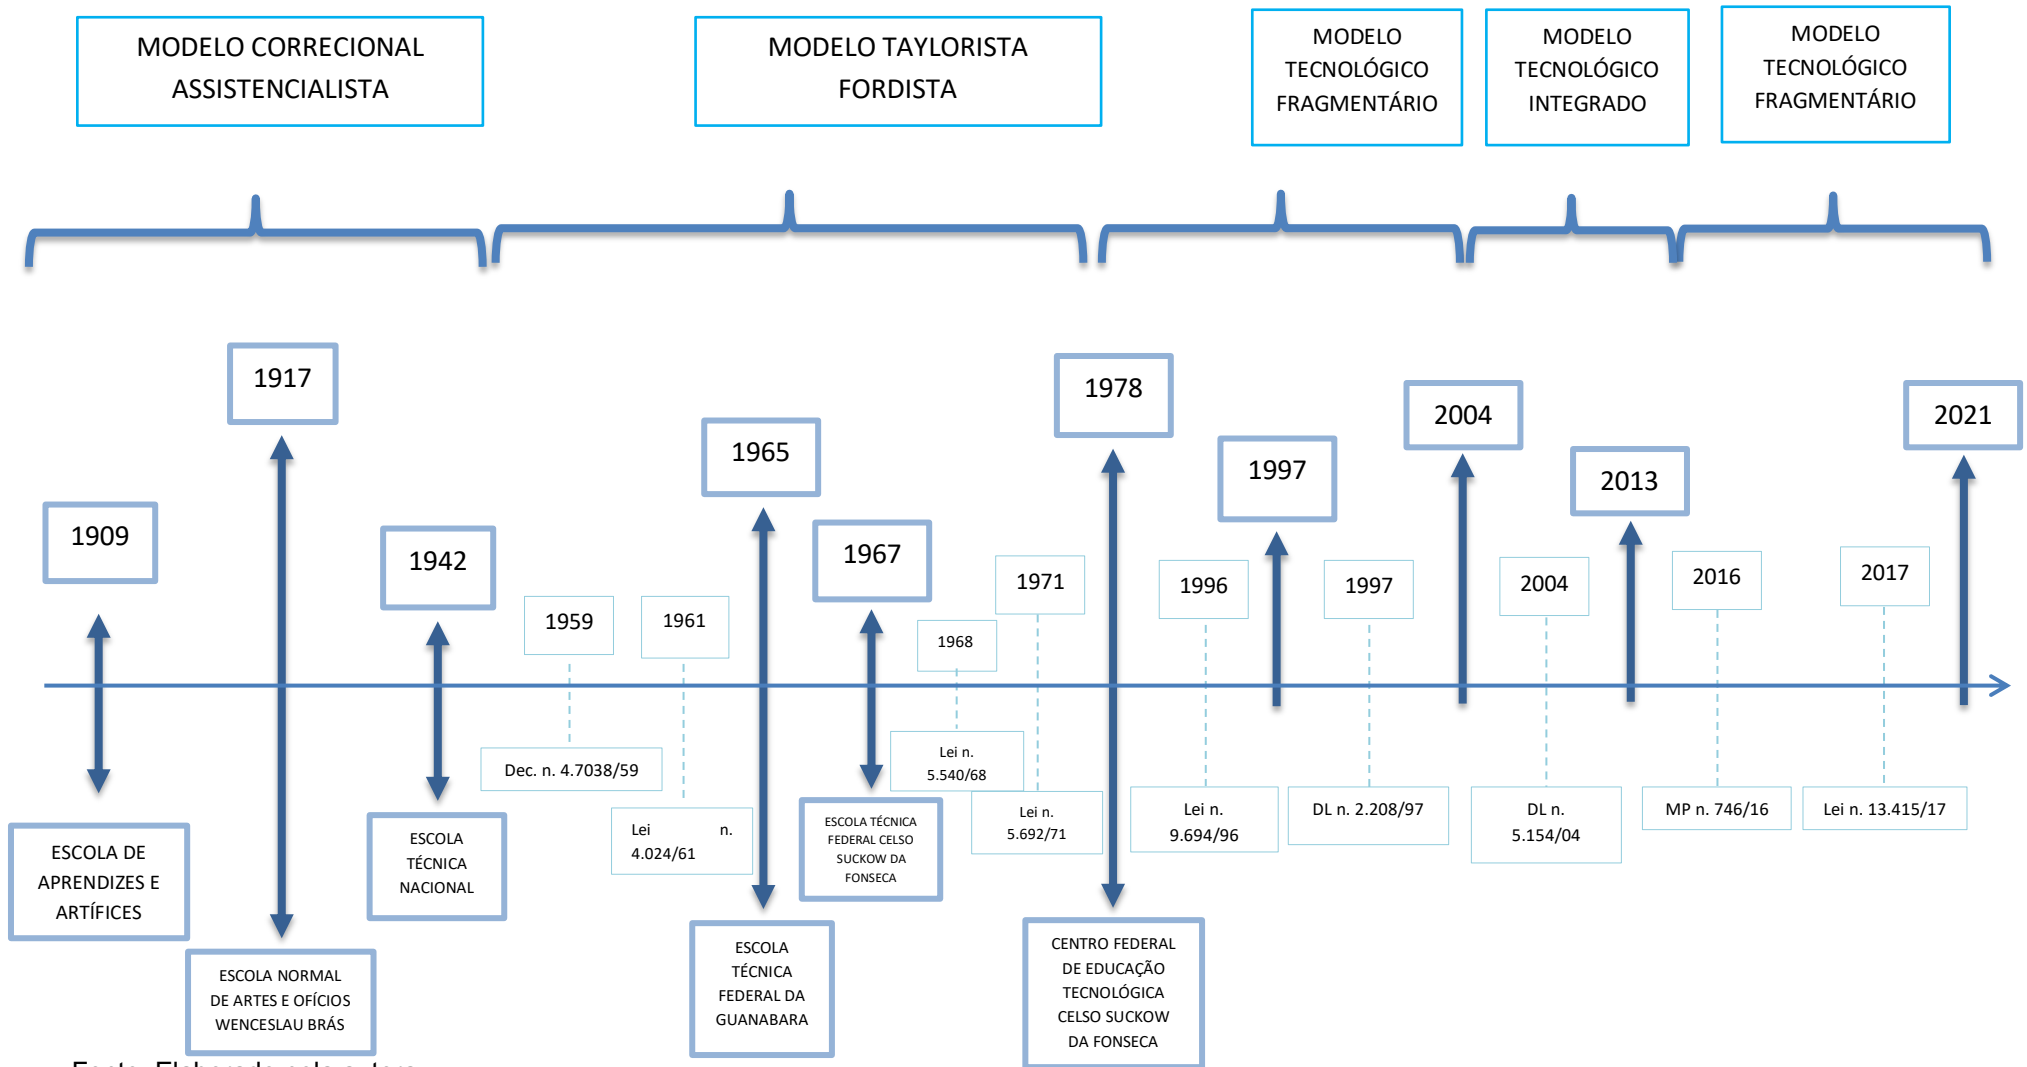 MODELO CORRECIONAL
ASSISTENCIALISTA
MODELO TAYLORISTA
FORDISTA
MODELO
TECNOLÓGICO
FRAGMENTÁRIO
MODELO
TECNOLÓGICO
INTEGRADO
MODELO
TECNOLÓGICO
FRAGMENTÁRIO
1909
1917
1942
1959
1961
1965
1967
1968
1971
1978
1996
1997
1997
2004
2004
2013
2016
2017
2021
ESCOLA DE
APRENDIZES E
ARTÍFICES
ESCOLA NORMAL
DE ARTES E OFÍCIOS
WENCESLAU BRÁS
ESCOLA
TÉCNICA
NACIONAL
Dec. n. 4.7038/59
Lei n.
4.024/61
ESCOLA
TÉCNICA
FEDERAL DA
GUANABARA
ESCOLA TÉCNICA
FEDERAL CELSO
SUCKOW DA
FONSECA
Lei n.
5.540/68
Lei n.
5.692/71
CENTRO FEDERAL
DE EDUCAÇÃO
TECNOLÓGICA
CELSO SUCKOW
DA FONSECA
Lei n.
9.694/96
DL n. 2.208/97
DL n.
5.154/04
MP n. 746/16
Lei n. 13.415/17
Fonte: Elaborado pela autora